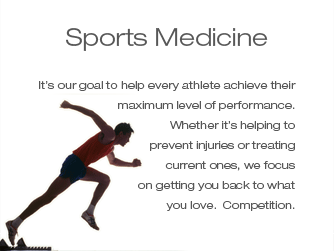 Sports Medicine
It's our goal to help every athlete achieve their
maximum level of performance.
Whether it's helping to
prevent injuries or treating
current ones, we focus
on getting you back to what
you love.  Competition.